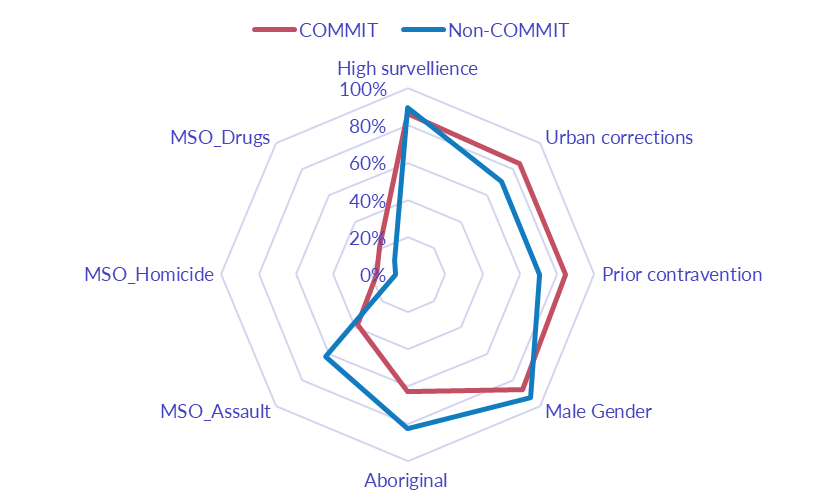 COMMIT Non-COMMIT
High survellience
100%
80%
60%
40%
20%
0%
Urban corrections
Prior contravention
Male Gender
Aboriginal
MSO_Assault
MSO_Homicide
MSO_Drugs